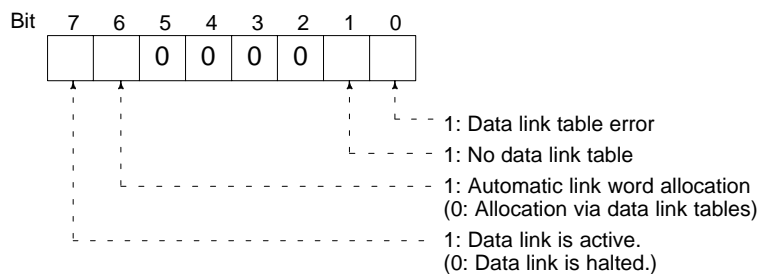 Bit 7 6 5 4 3 2 1 0
0 0 0 0
1: Data link table error
1: No data link table
1: Automatic link word allocation
(0: Allocation via data link tables)
1: Data link is active.
(0: Data link is halted.)